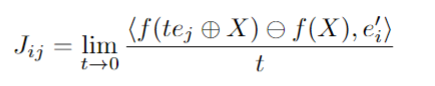 J_{ij} = \lim_{t \to 0} \frac{\langle f(te_j \oplus X) \ominus f(X), e'_i \rangle}{t}